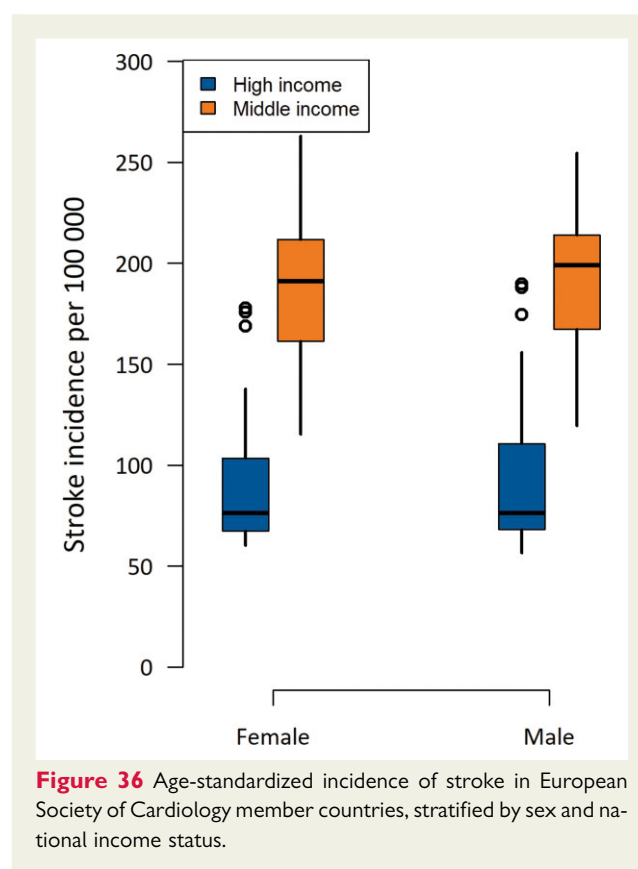 300
High income
Middle income
250
200
150
100
50
0
Stroke incidence per 100 000
Female Male
Figure 36 Age-standardized incidence of stroke in European
Society of Cardiology member countries, stratified by sex and na-
tional income status.